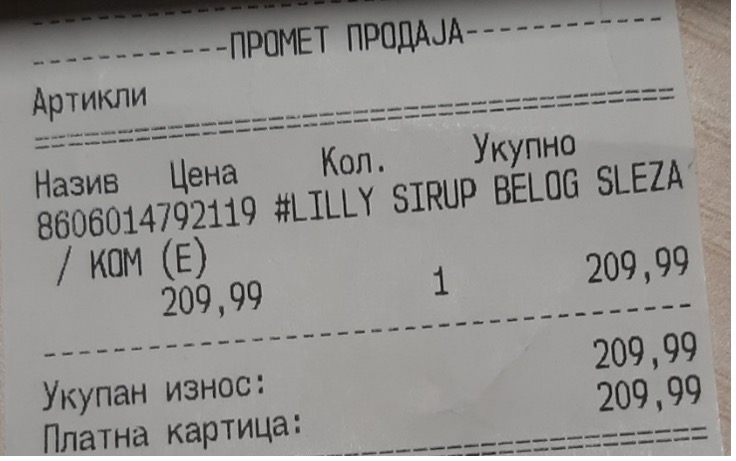 ------------ПРОМЕТ ПРОДАЈА------------
Артикли
========================================
Назив Цена Кол. Укупно
8606014792119 #LILLY SIRUP BELOG SLEZA
/ КОМ (Е)
209,99 1 209,99
----------------------------------------
Укупан износ: 209,99
Платна картица: 209,99
========================================